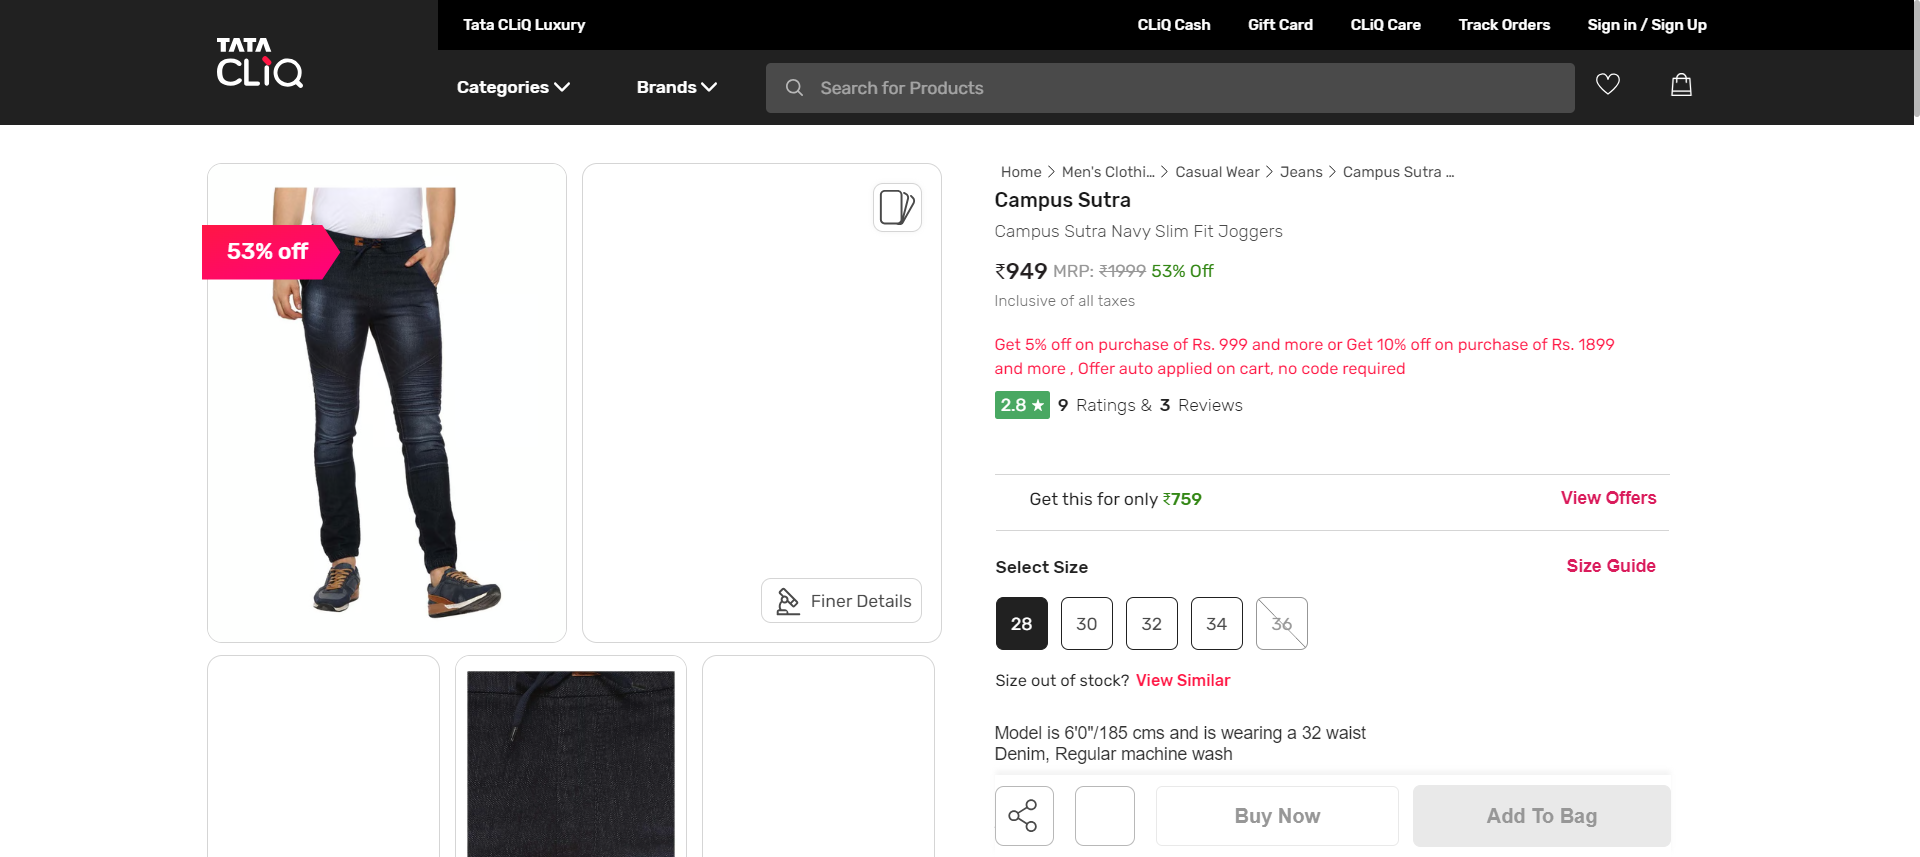 Tata CLiQ Luxury
CLiQ Cash
Gift Card
CLiQ Care
Track Orders
Sign in / Sign Up
TATA
CLiQ
Categories
Brands
Search for Products
53% off
Finer Details
Home > Men's Clothi... > Casual Wear > Jeans > Campus Sutra ...
Campus Sutra
Campus Sutra Navy Slim Fit Joggers
₹949 MRP: ₹1999 53% Off
Inclusive of all taxes
Get 5% off on purchase of Rs. 999 and more or Get 10% off on purchase of Rs. 1899
and more , Offer auto applied on cart, no code required
2.8 ★ 9 Ratings & 3 Reviews
Get this for only ₹759
View Offers
Select Size
Size Guide
28
30
32
34
36
Size out of stock? View Similar
Model is 6'0"/185 cms and is wearing a 32 waist
Denim, Regular machine wash
Buy Now
Add To Bag